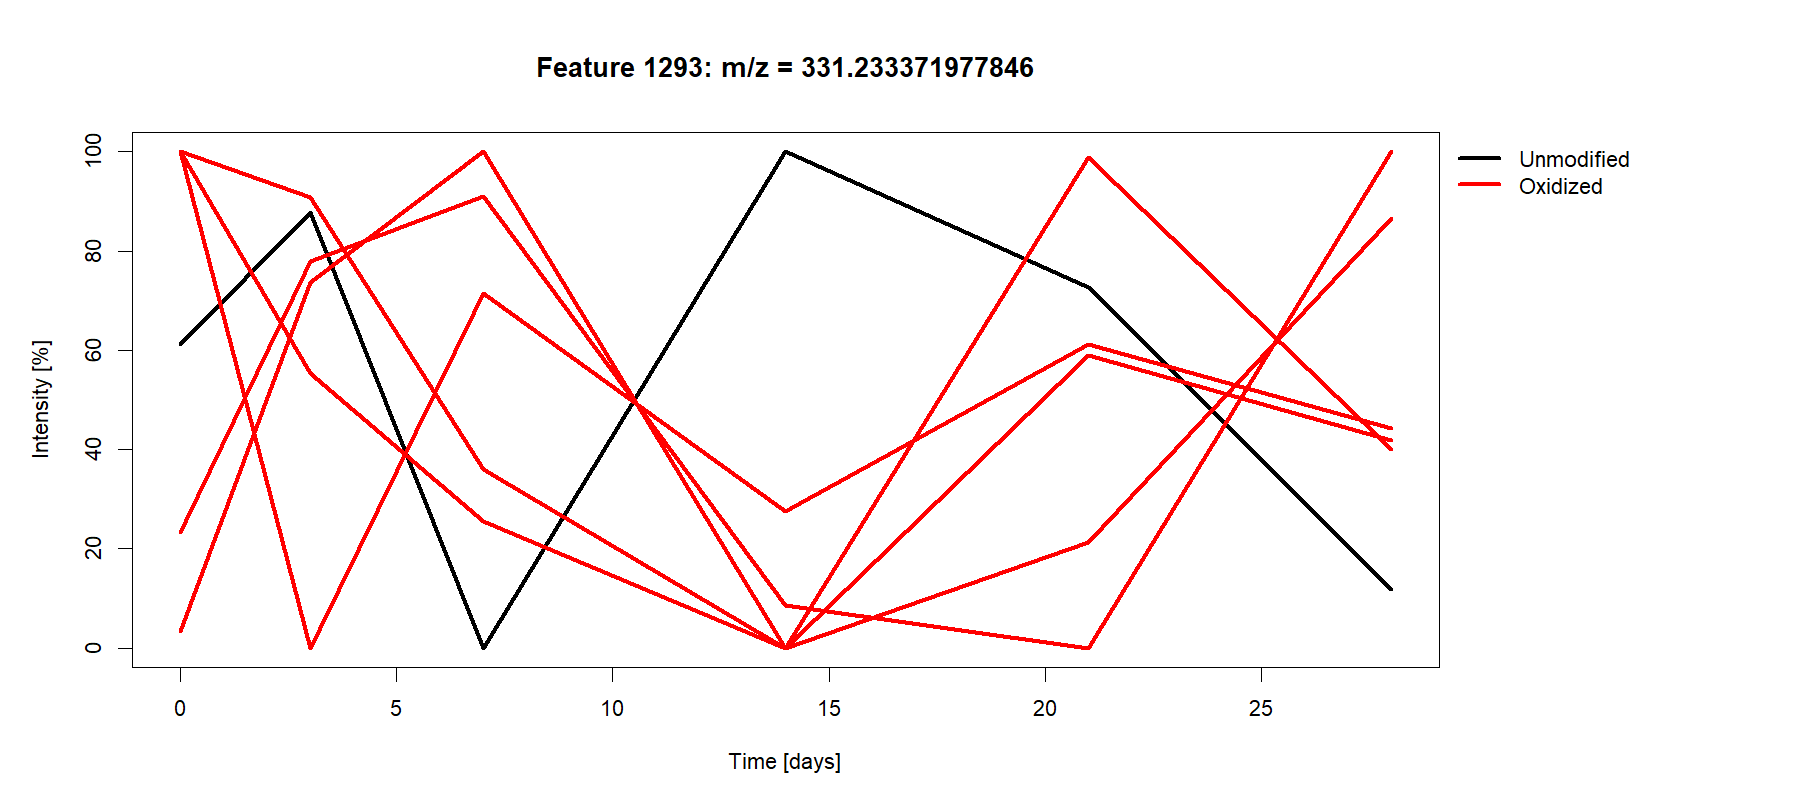 Feature 1293: m/z = 331.233371977846
100
80
60
40
20
0
Intensity [%]
0 5 10 15 20 25
Time [days]
Unmodified
Oxidized